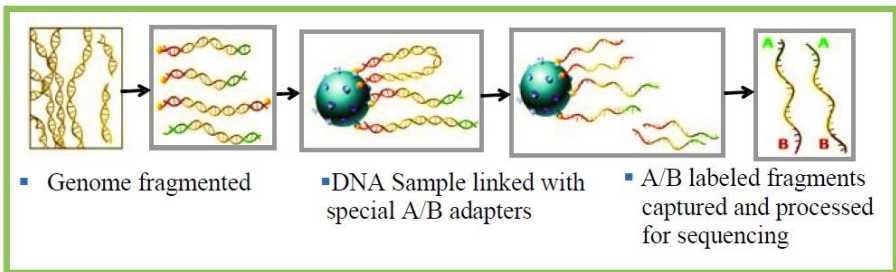 A A
B B
▪ Genome fragmented
▪DNA Sample linked with
special A/B adapters
▪ A/B labeled fragments
captured and processed
for sequencing